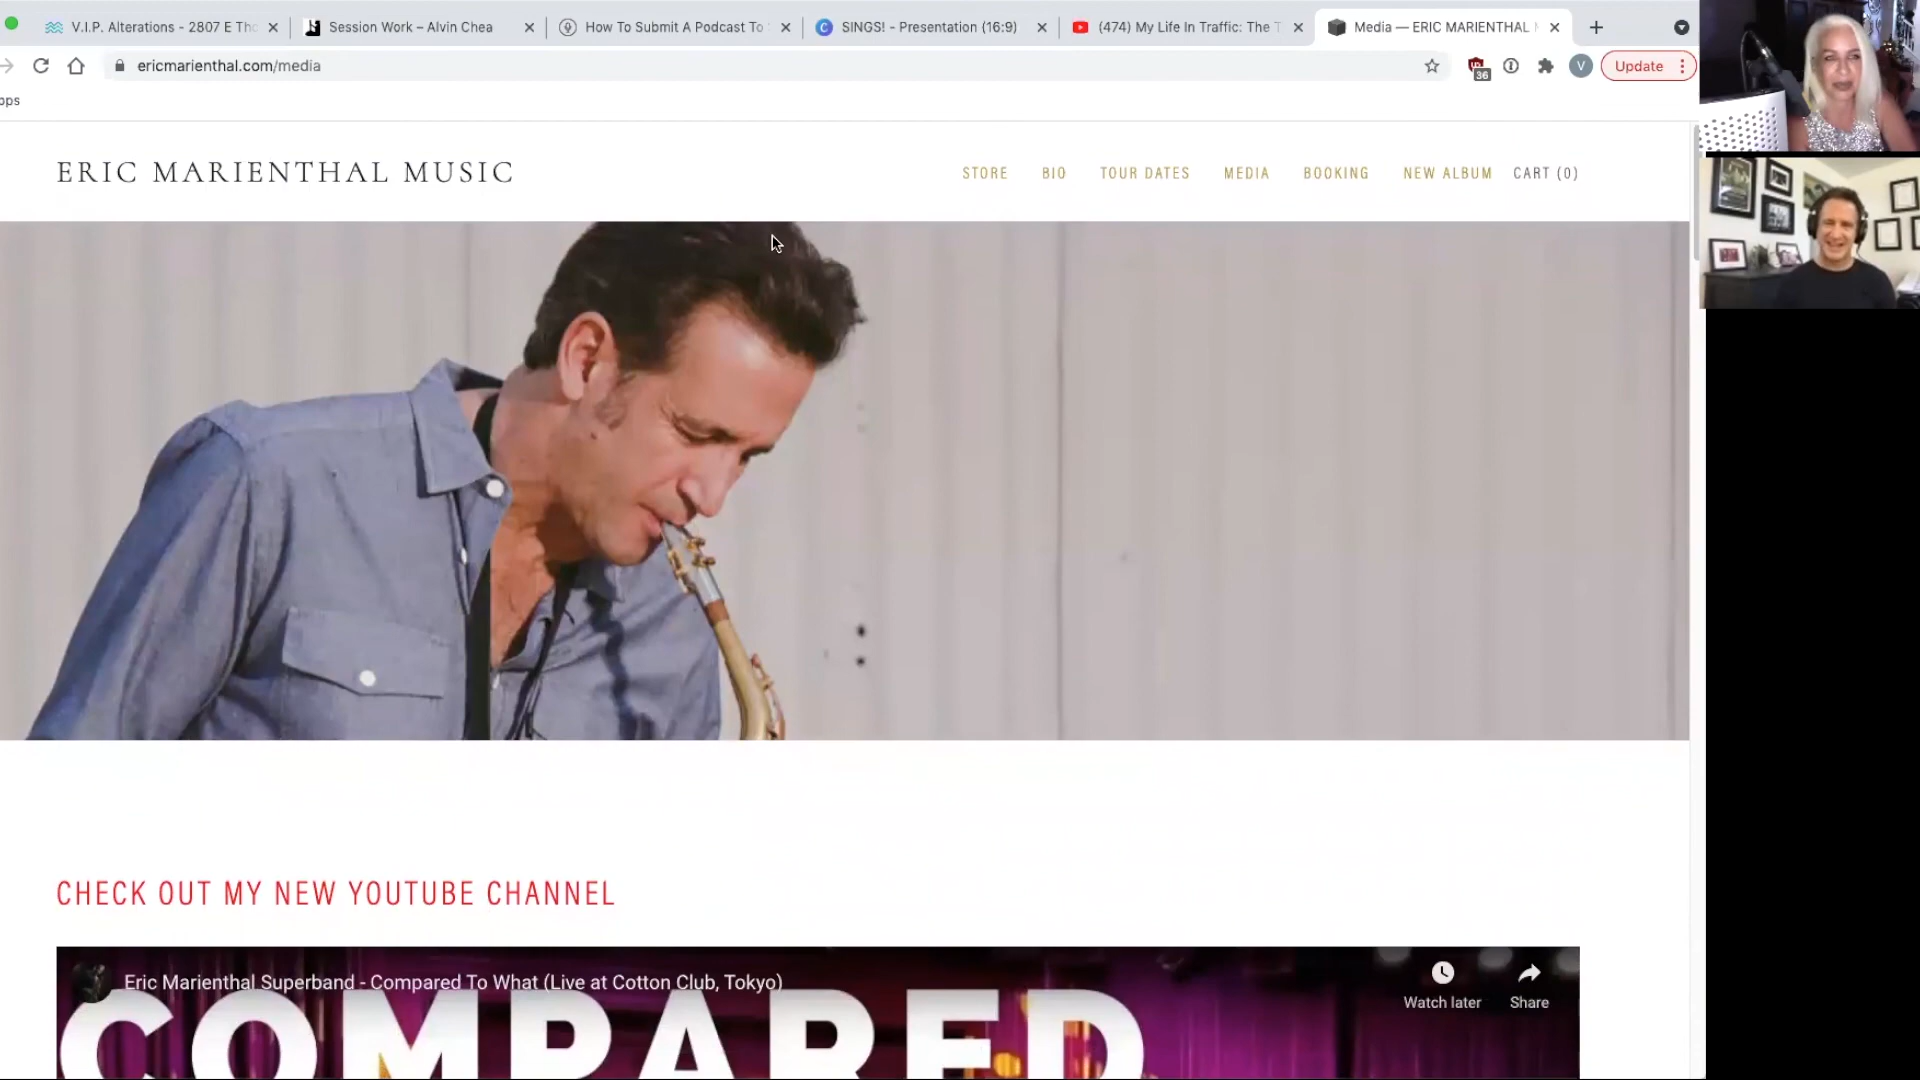 V.I.P. Alterations - 2807 E Tho
Session Work – Alvin Chea
How To Submit A Podcast To
SINGS! - Presentation (16:9)
(474) My Life In Traffic: The T
Media — ERIC MARIENTHAL
ericmarienthal.com/media
36
V
Update
pps
ERIC MARIENTHAL MUSIC
STORE
BIO
TOUR DATES
MEDIA
BOOKING
NEW ALBUM
CART (0)
CHECK OUT MY NEW YOUTUBE CHANNEL
Eric Marienthal Superband - Compared To What (Live at Cotton Club, Tokyo)
Watch later
Share
COMPARED